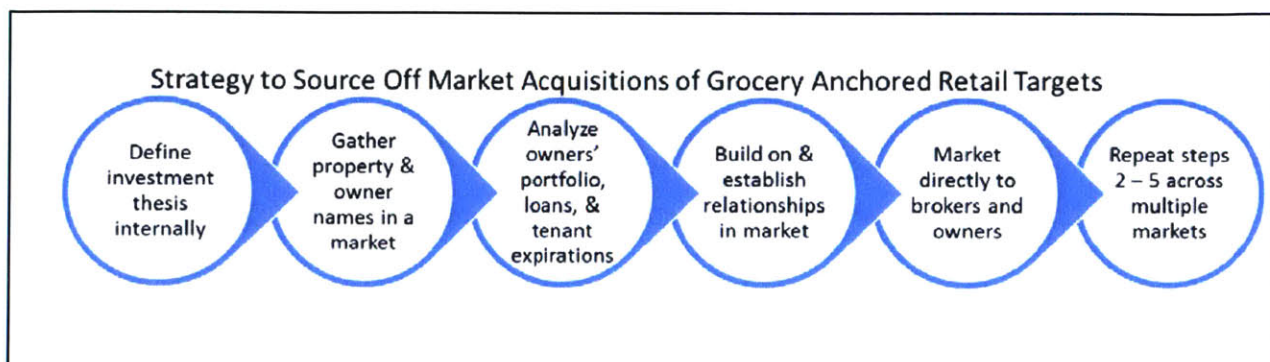 Strategy to Source Off Market Acquisitions of Grocery Anchored Retail Targets
Define
investment
thesis
internally
Gather
property &
owner
names in a
market
Analyze
owners’
portfolio,
loans, &
tenant
expirations
Build on &
establish
relationships
in market
Market
directly to
brokers and
owners
Repeat steps
2 – 5 across
multiple
markets